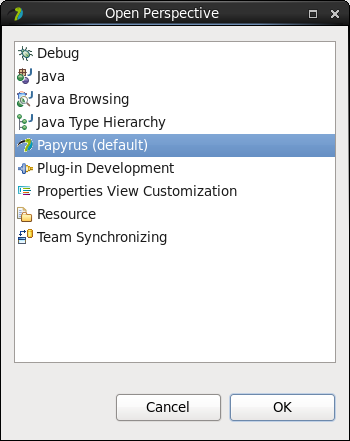 Open Perspective
Debug
Java
Java Browsing
Java Type Hierarchy
Papyrus (default)
Plug-in Development
Properties View Customization
Resource
Team Synchronizing
Cancel
OK